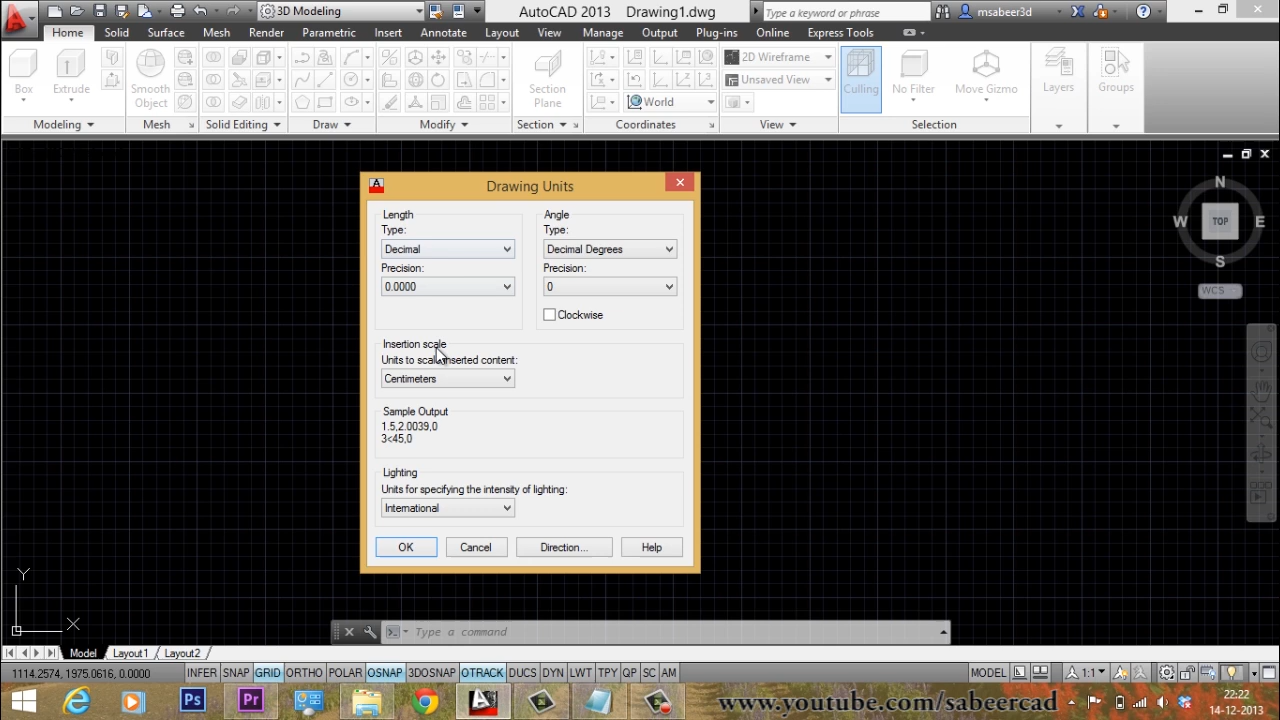 3D Modeling
AutoCAD 2013 Drawing1.dwg
Type a keyword or phrase
msabeer3d
Home Solid Surface Mesh Render Parametric Insert Annotate Layout View Manage Output Plug-ins Online Express Tools
Box
Extrude
Smooth
Object
Section
Plane
World
2D Wireframe
Unsaved View
Culling
No Filter
Move Gizmo
Layers
Groups
Modeling Mesh Solid Editing Draw Modify Section Coordinates View Selection
N
W TOP E
S
WCS
Drawing Units
Length
Type:
Decimal
Precision:
0.0000
Angle
Type:
Decimal Degrees
Precision:
0
Clockwise
Insertion scale
Units to scale inserted content:
Centimeters
Sample Output
1.5,2.0039,0
3<45,0
Lighting
Units for specifying the intensity of lighting:
International
OK Cancel Direction... Help
Y
X
Type a command
Model Layout1 Layout2
1114.2574, 1975.0616, 0.0000 INFER SNAP GRID ORTHO POLAR OSNAP 3DOSNAP OTRACK DUCS DYN LWT TPY QP SC AM MODEL 1:1
Ps Pr
www.youtube.com/sabeercad
22:22
14-12-2013